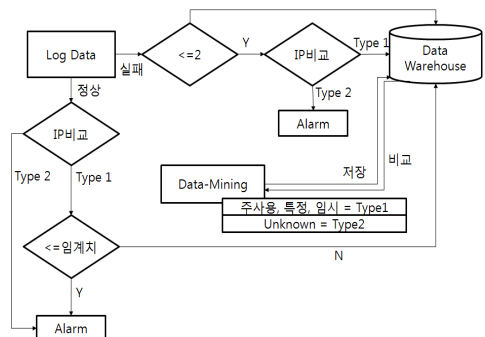 Log Data
<=2
Y
IP비교
Type 1
Data
Warehouse
실패
정상
Type 2
Alarm
IP비교
비교
저장
Type 2
Type 1
Data-Mining
주사용, 특정, 임시 = Type1
Unknown = Type2
<=임계치
N
Y
Alarm